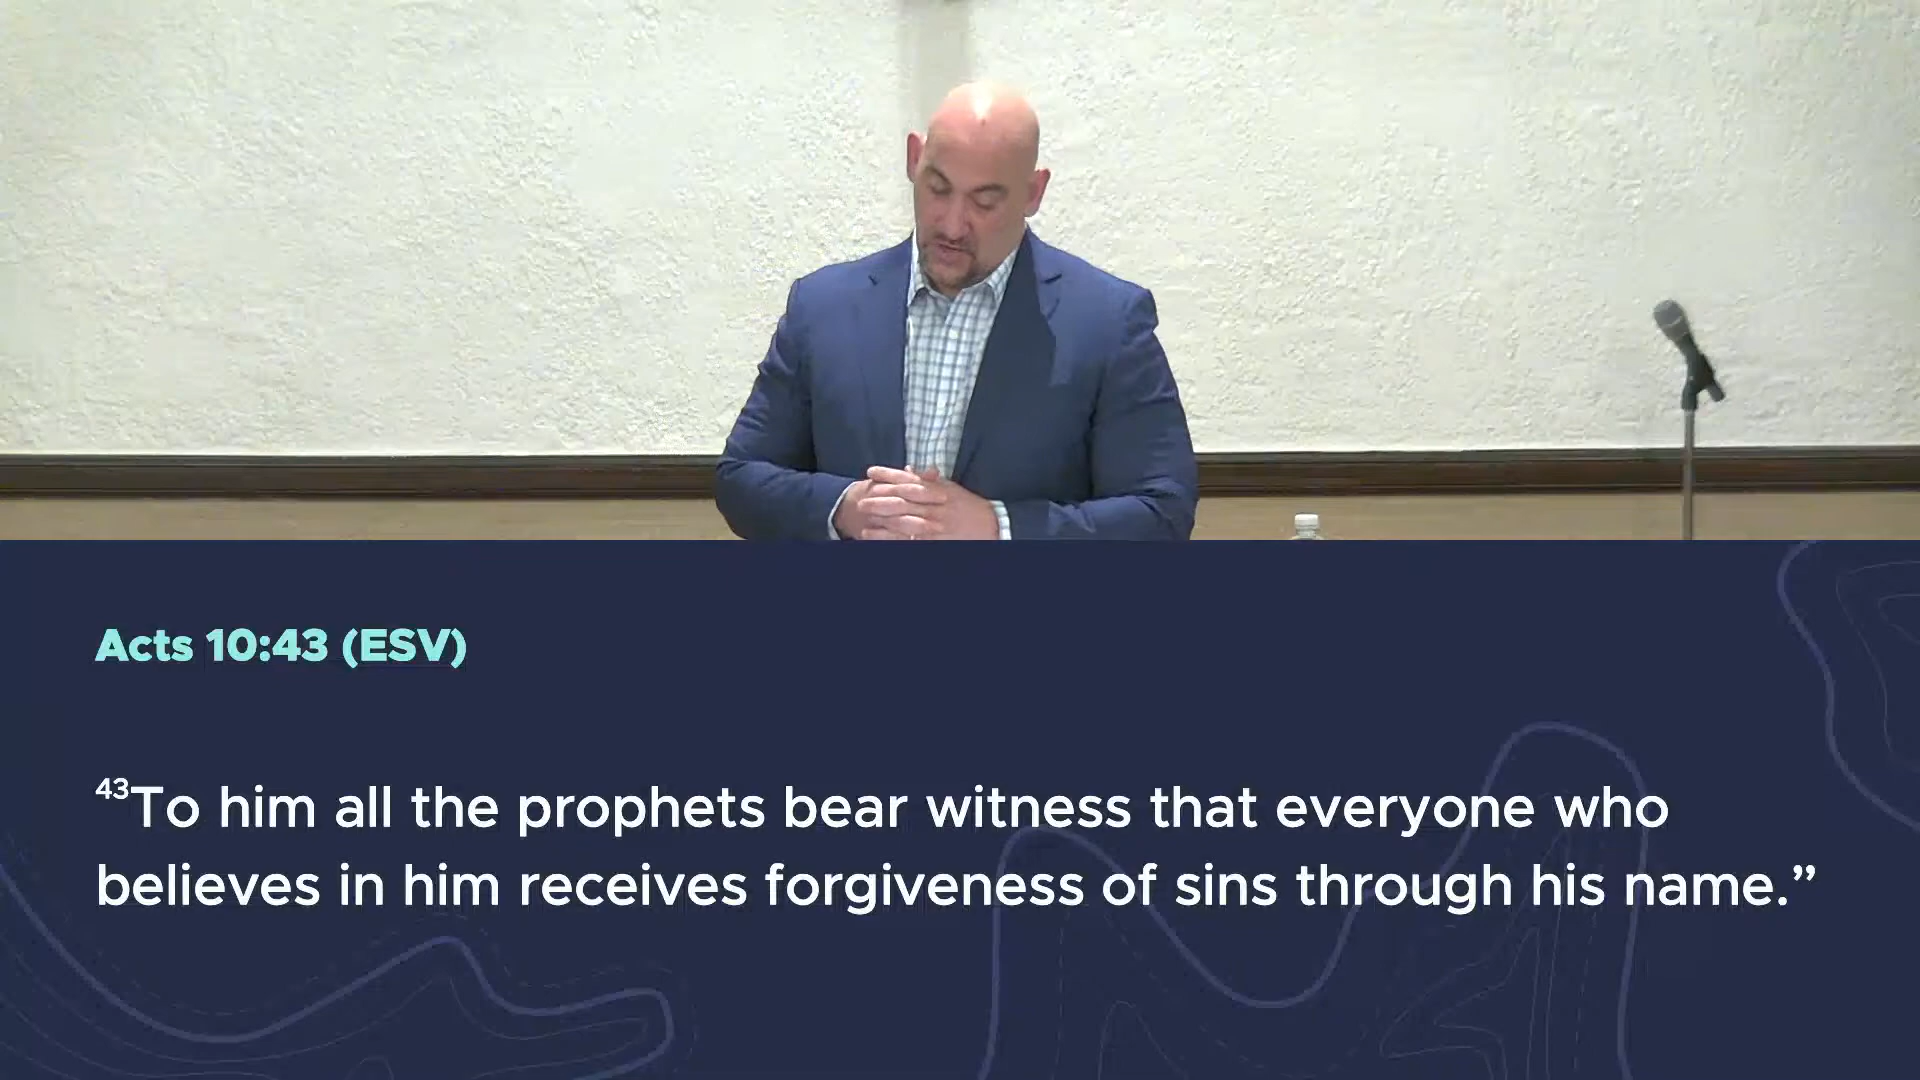 Acts 10:43 (ESV)
43To him all the prophets bear witness that everyone who
believes in him receives forgiveness of sins through his name.”